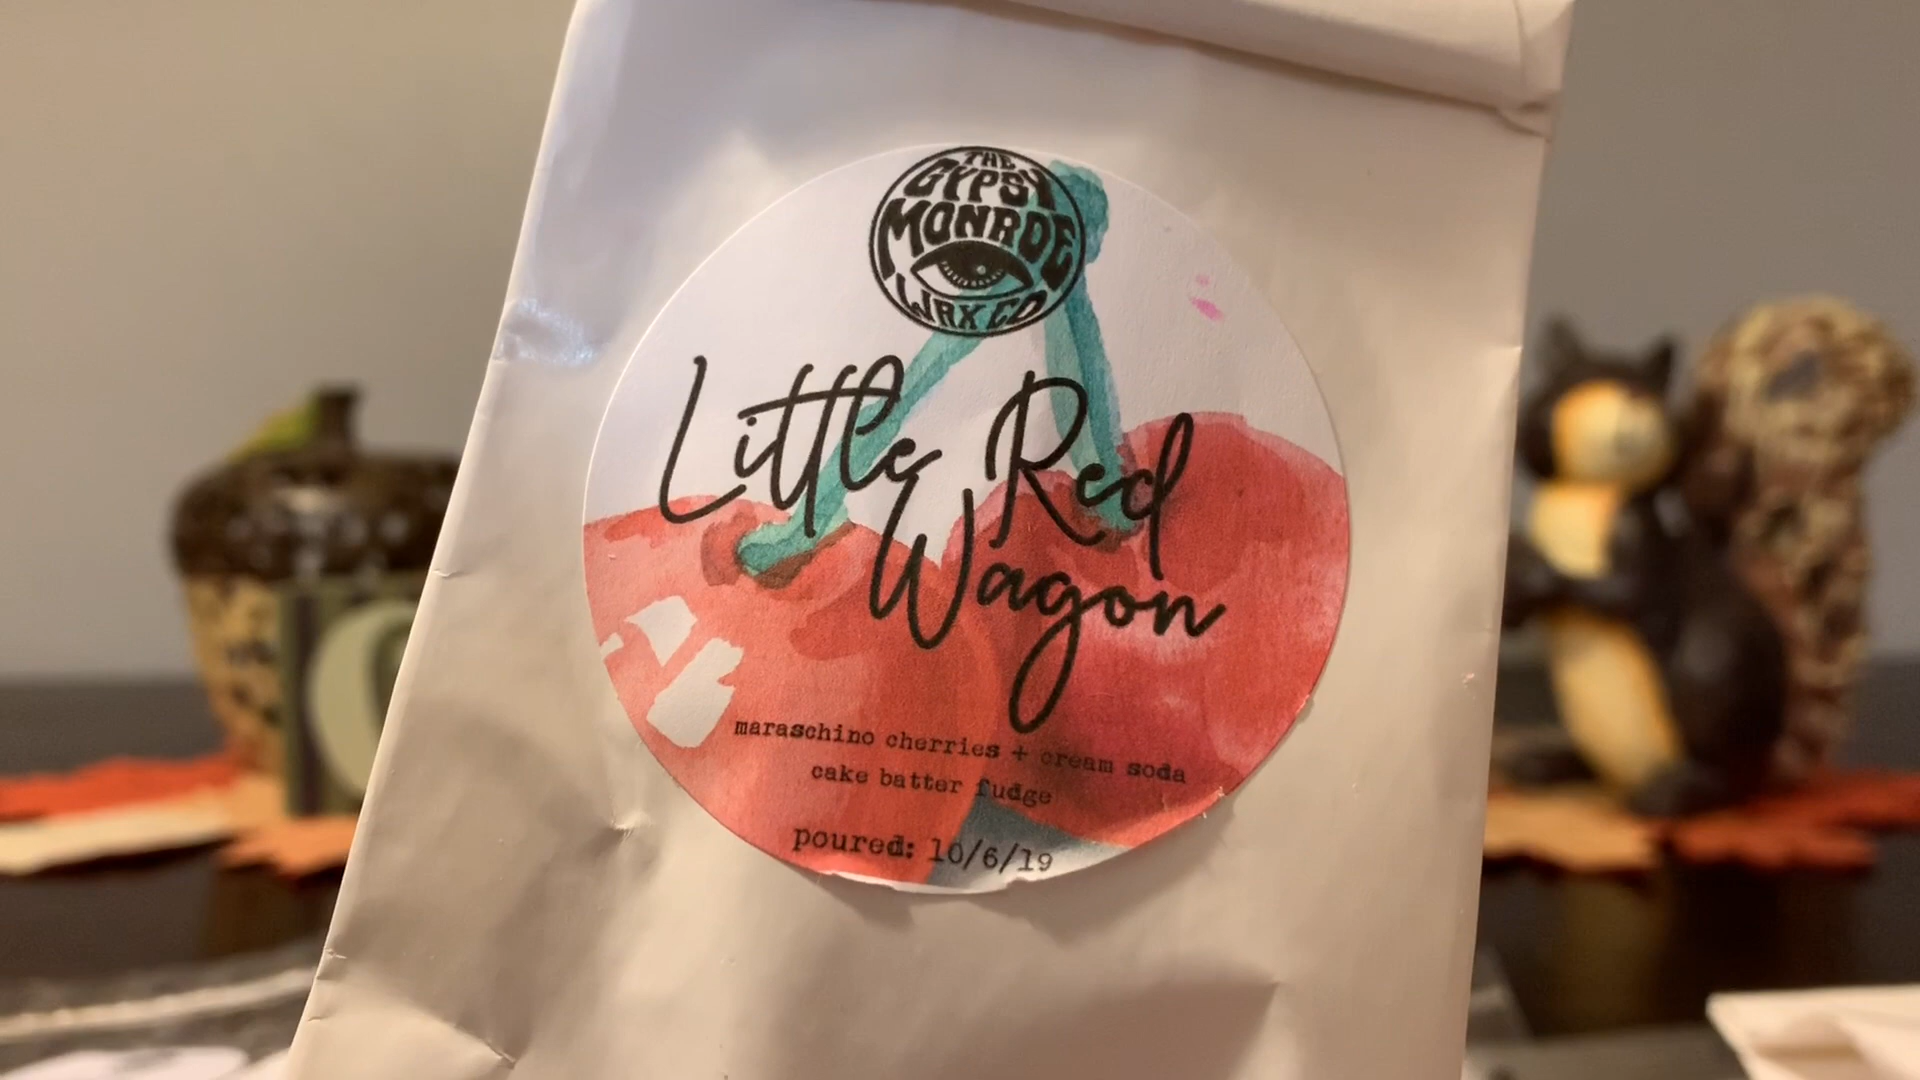 THE
GYPSY
MONROE
WAX CO
Little Red
Wagon
maraschino cherries + cream soda
cake batter fudge
poured: 10/6/19